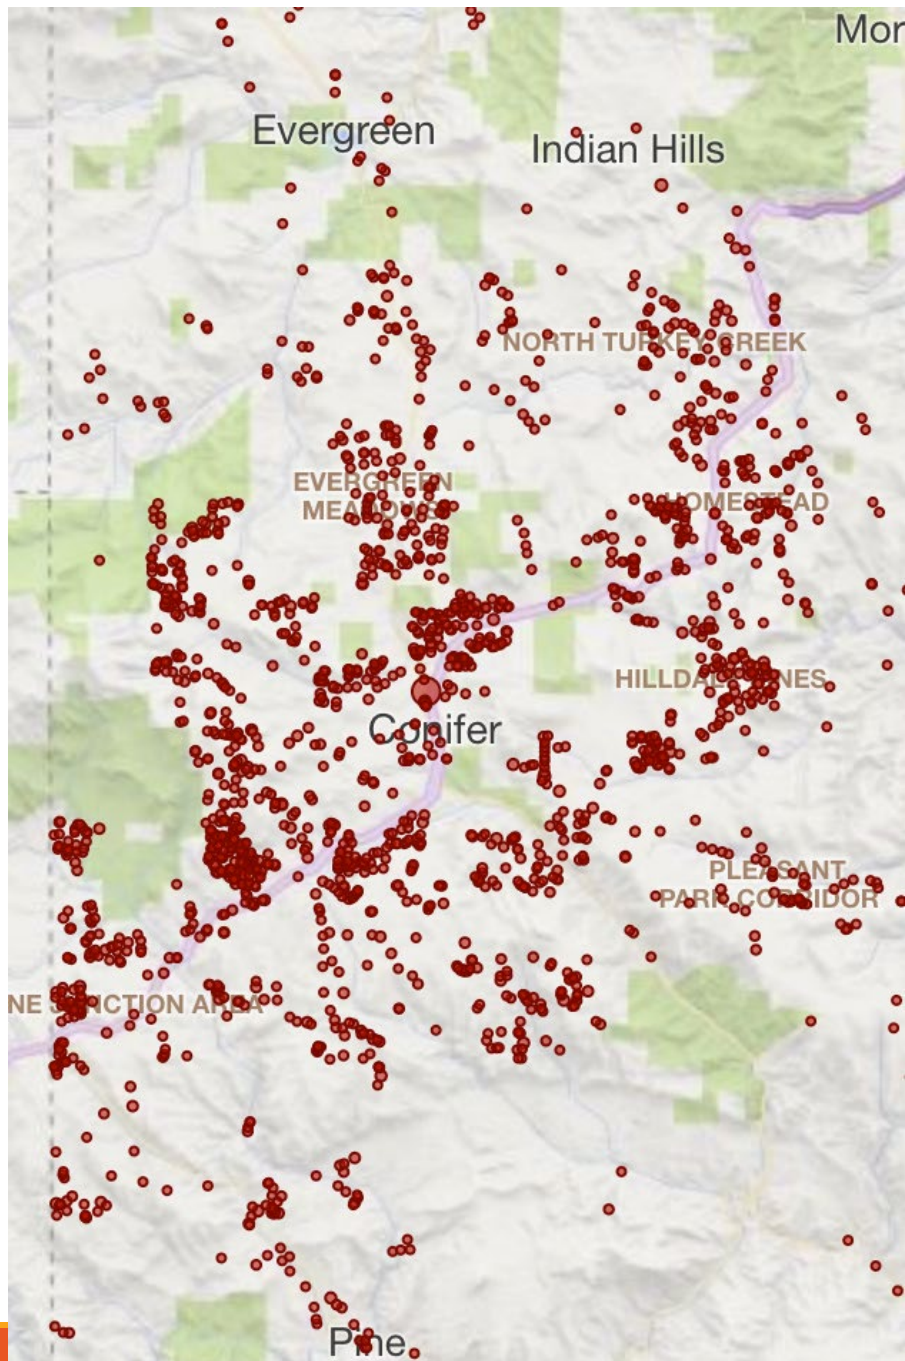 Mor
Evergreen
Indian Hills
NORTH TURKEY CREEK
EVERGREEN
MEADOWS
HOMESTEAD
HILLDALE PINES
Conifer
PLEASANT
PARK CORRIDOR
NE JUNCTION AREA
Pine